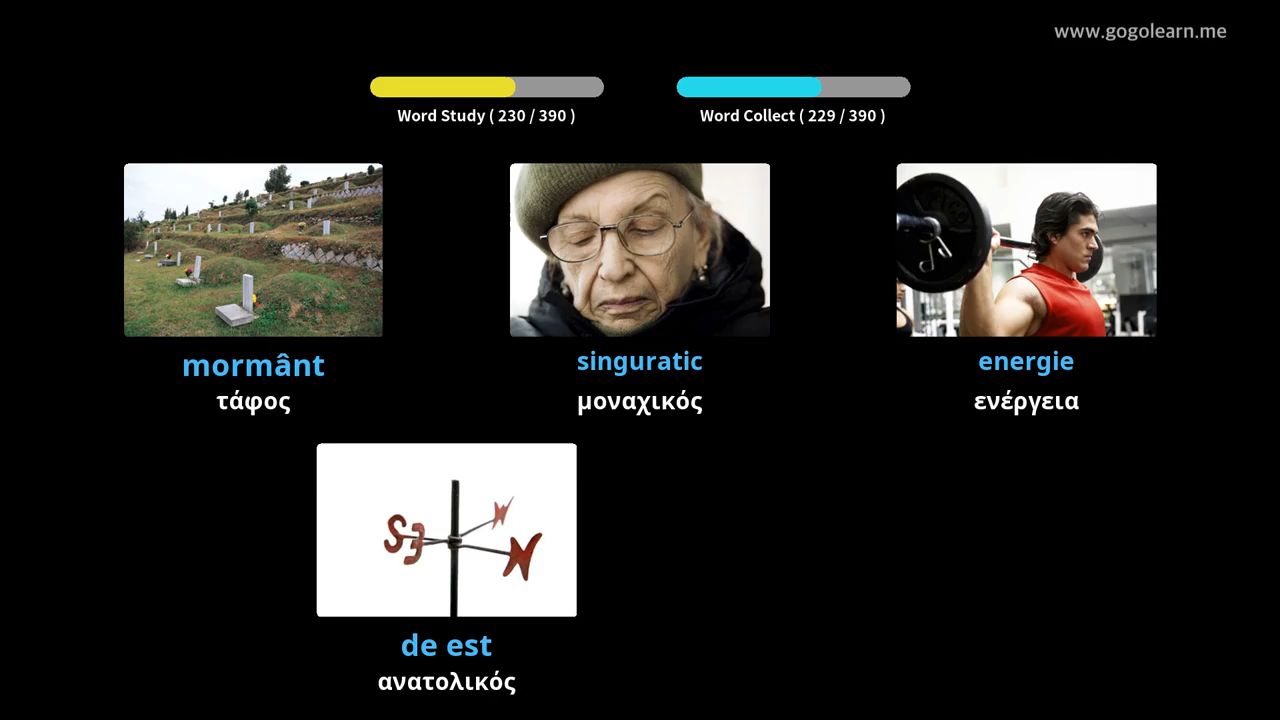 www.gogolearn.me
Word Study ( 230 / 390 )
Word Collect ( 229 / 390 )
mormânt
τάφος
singuratic
μοναχικός
energie
ενέργεια
de est
ανατολικός